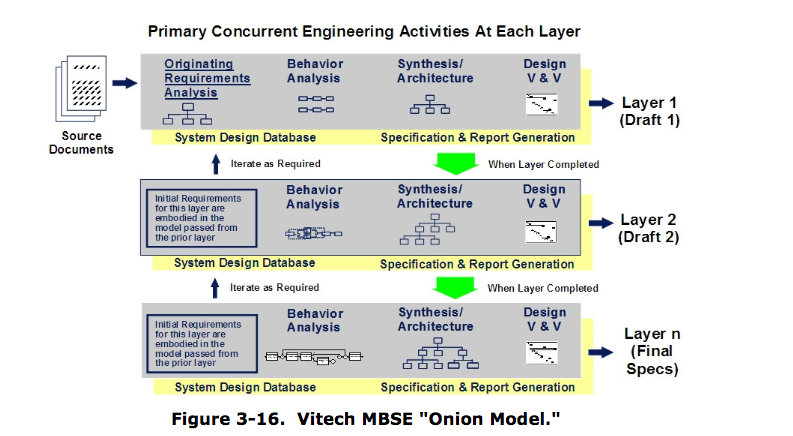 Primary Concurrent Engineering Activities At Each Layer
Originating
Requirements
Analysis
Behavior
Analysis
Synthesis/
Architecture
Design
V & V
Source
Documents
Layer 1
(Draft 1)
System Design Database
Specification & Report Generation
Iterate as Required
When Layer Completed
Initial Requirements
for this layer are
embodied in the
model passed from
the prior layer
Behavior
Analysis
Synthesis/
Architecture
Design
V & V
Layer 2
(Draft 2)
System Design Database
Specification & Report Generation
Iterate as Required
When Layer Completed
Initial Requirements
for this layer are
embodied in the
model passed from
the prior layer
Behavior
Analysis
Synthesis/
Architecture
Design
V & V
Layer n
(Final
Specs)
System Design Database
Specification & Report Generation
Figure 3-16. Vitech MBSE "Onion Model."